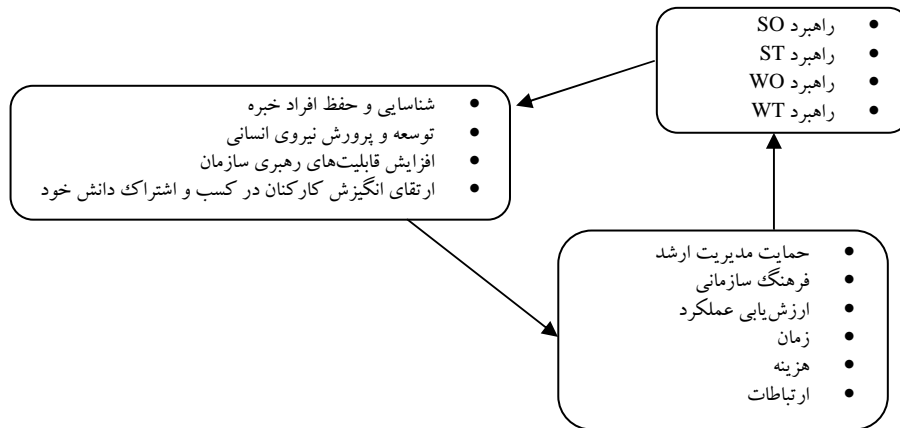 • راهبرد SO
• راهبرد ST
• راهبرد WO
• راهبرد WT
• شناسایی و حفظ افراد خبره
• توسعه و پرورش نیروی انسانی
• افزایش قابلیت‌های رهبری سازمان
• ارتقای انگیزش کارکنان در کسب و اشتراک دانش خود
• حمایت مدیریت ارشد
• فرهنگ سازمانی
• ارزش‌یابی عملکرد
• زمان
• هزینه
• ارتباطات